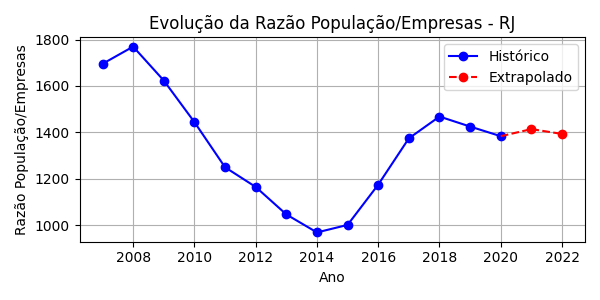 Evolução da Razão População/Empresas - RJ
Razão População/Empresas
1800
1600
1400
1200
1000
Histórico
Extrapolado
2008 2010 2012 2014 2016 2018 2020 2022
Ano